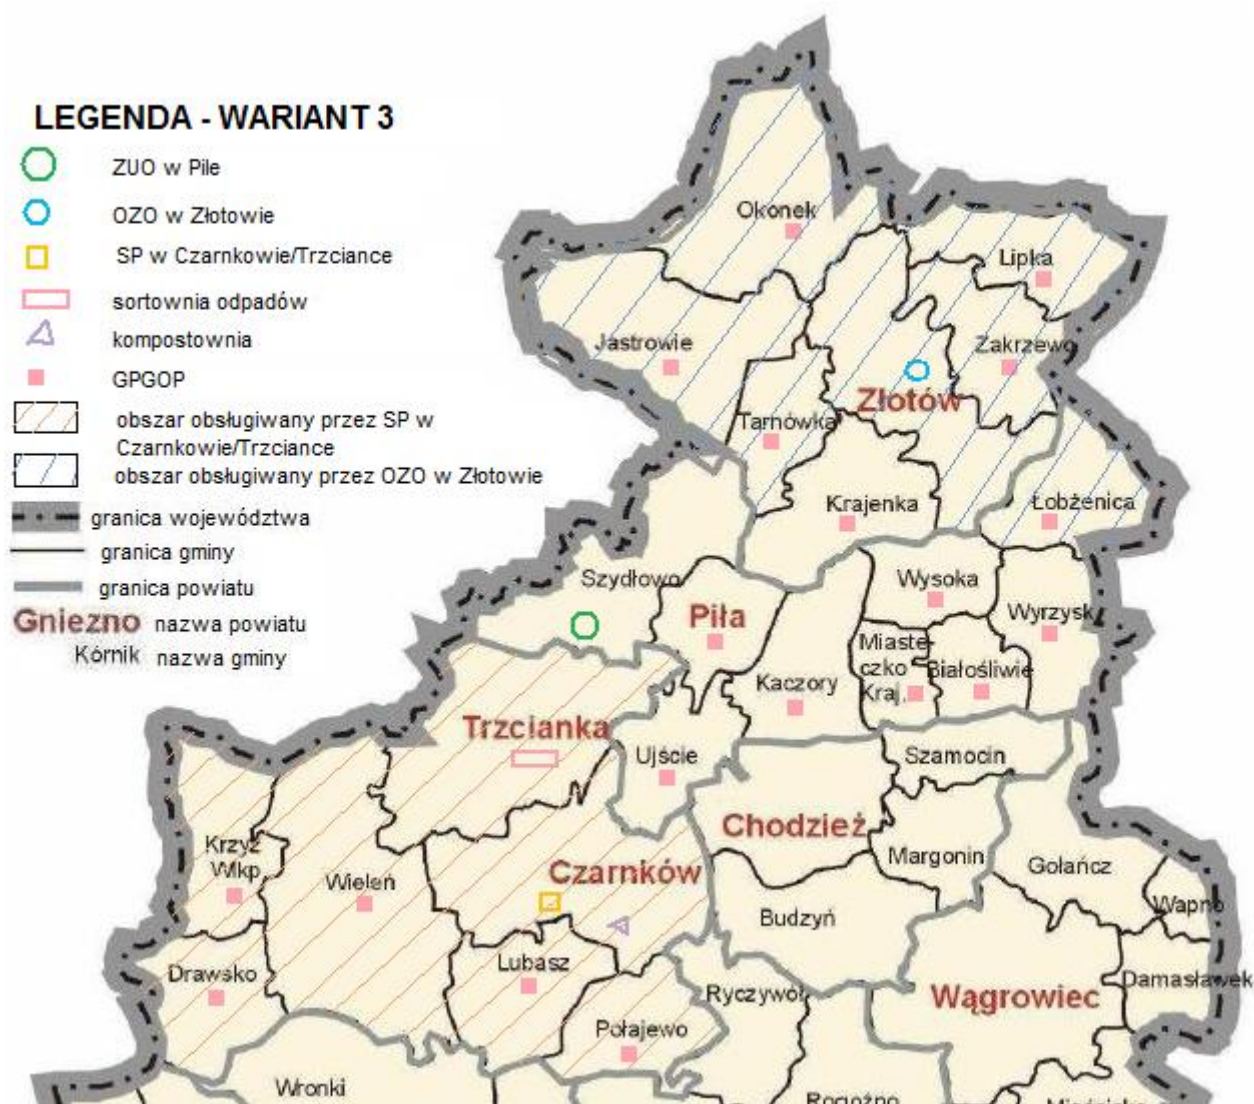 LEGENDA - WARIANT 3
ZUO w Pile
OZO w Złotowie
SP w Czarnkowie/Trzciance
sortownia odpadów
kompostownia
GPGOP
obszar obsługiwany przez SP w
Czarnkowie/Trzciance
obszar obsługiwany przez OZO w Złotowie
granica województwa
granica gminy
granica powiatu
Gniezno nazwa powiatu
Kórnik nazwa gminy
Okonek
Lipka
Jastrowie
Zakrzewo
Złotów
Tarnówka
Krajenka
Łobżenica
Szydłowo
Wysoka
Piła
Wyrzysk
Miaste-
czko
Kraj.
Białośliwie
Kaczory
Trzcianka
Ujście
Szamocin
Chodzież
Krzyż
Wlkp.
Margonin
Gołańcz
Wieleń
Czarnków
Wapno
Budzyń
Lubasz
Drawsko
Damasławek
Ryczywół
Wągrowiec
Połajewo
Wronki
Rogoźno